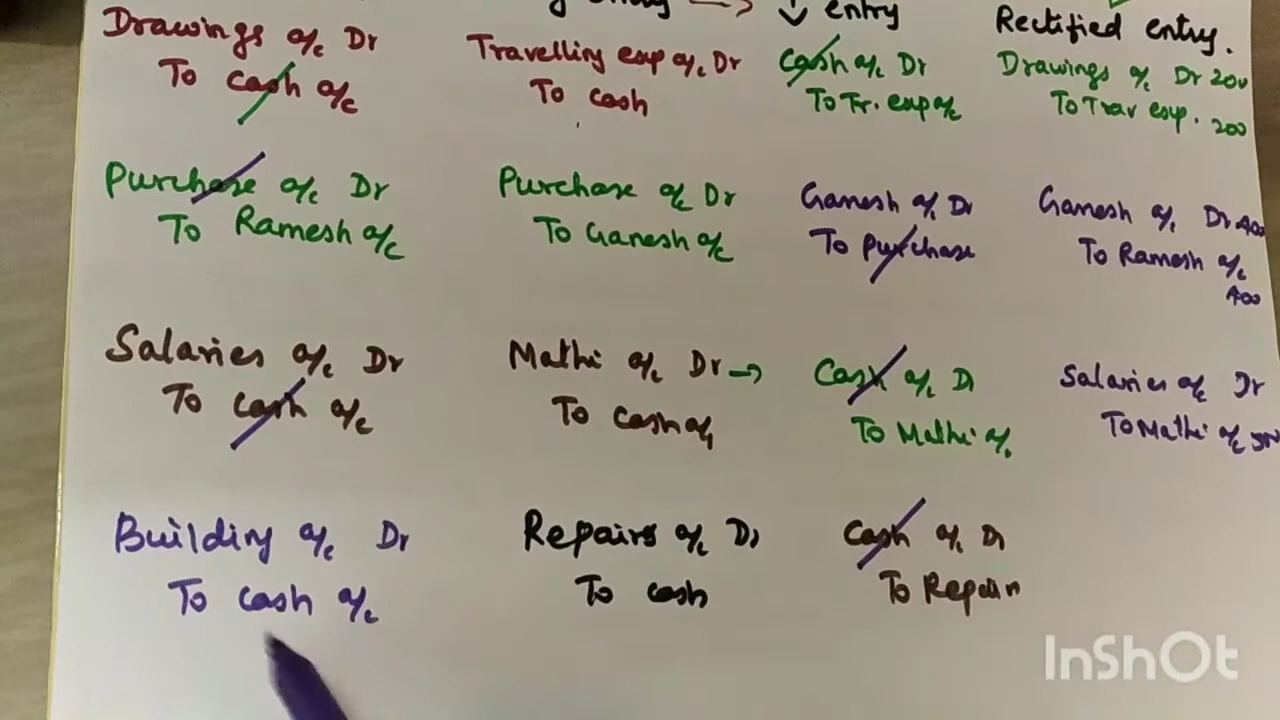 entry
entry
Rectified entry.
Drawings a/c Dr
To cash a/c
Travelling exp a/c Dr
To cash
Cash a/c Dr
To Tr. exp a/c
Drawings a/c Dr 200
To Trav exp. 200
Purchase a/c Dr
To Ramesh a/c
Purchase a/c Dr
To Ganesh a/c
Ganesh a/c Dr
To purchase
Ganesh a/c Dr 400
To Ramesh a/c
400
Salaries a/c Dr
To cash a/c
Mathi a/c Dr →
To Cash a/c
Cash a/c Dr
To Mathi a/c
Salaries a/c Dr
To Mathi a/c
Building a/c Dr
To cash a/c
Repairs a/c Dr
To cash
Cash a/c Dr
To Repair
InShOt